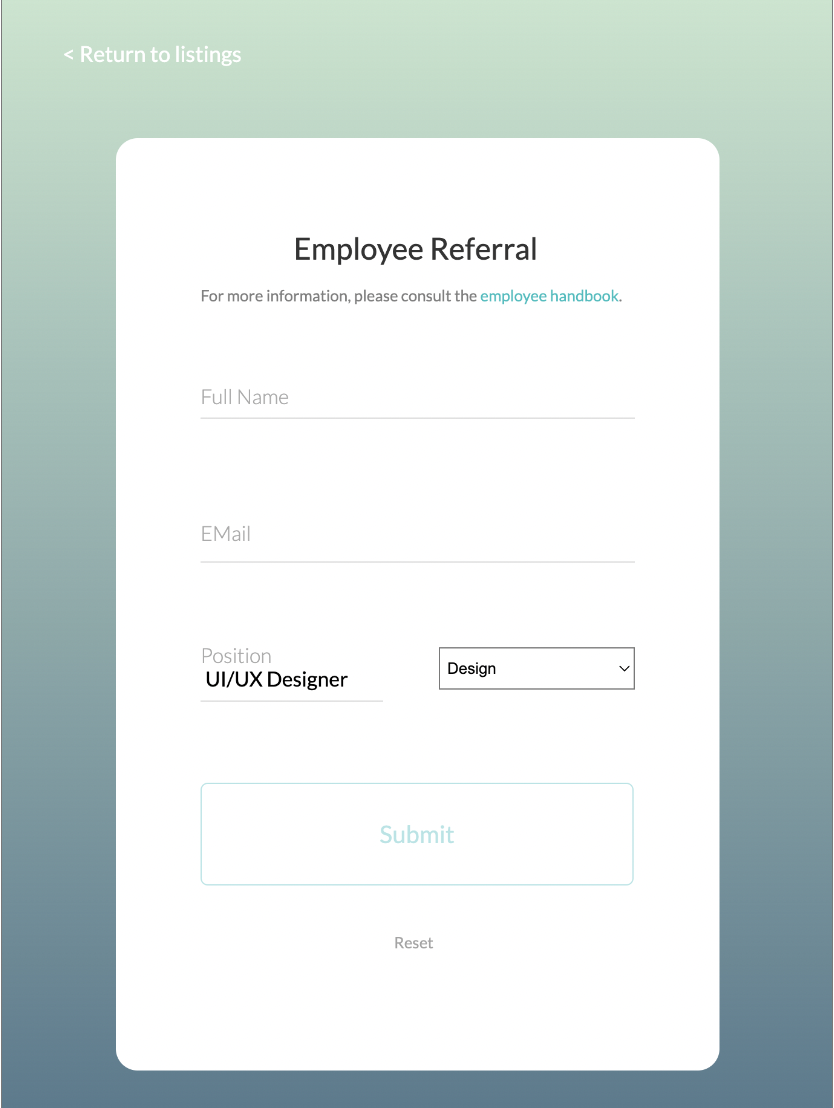 < Return to listings
Employee Referral
For more information, please consult the employee handbook.
Full Name
EMail
Position
UI/UX Designer
Design
Submit
Reset